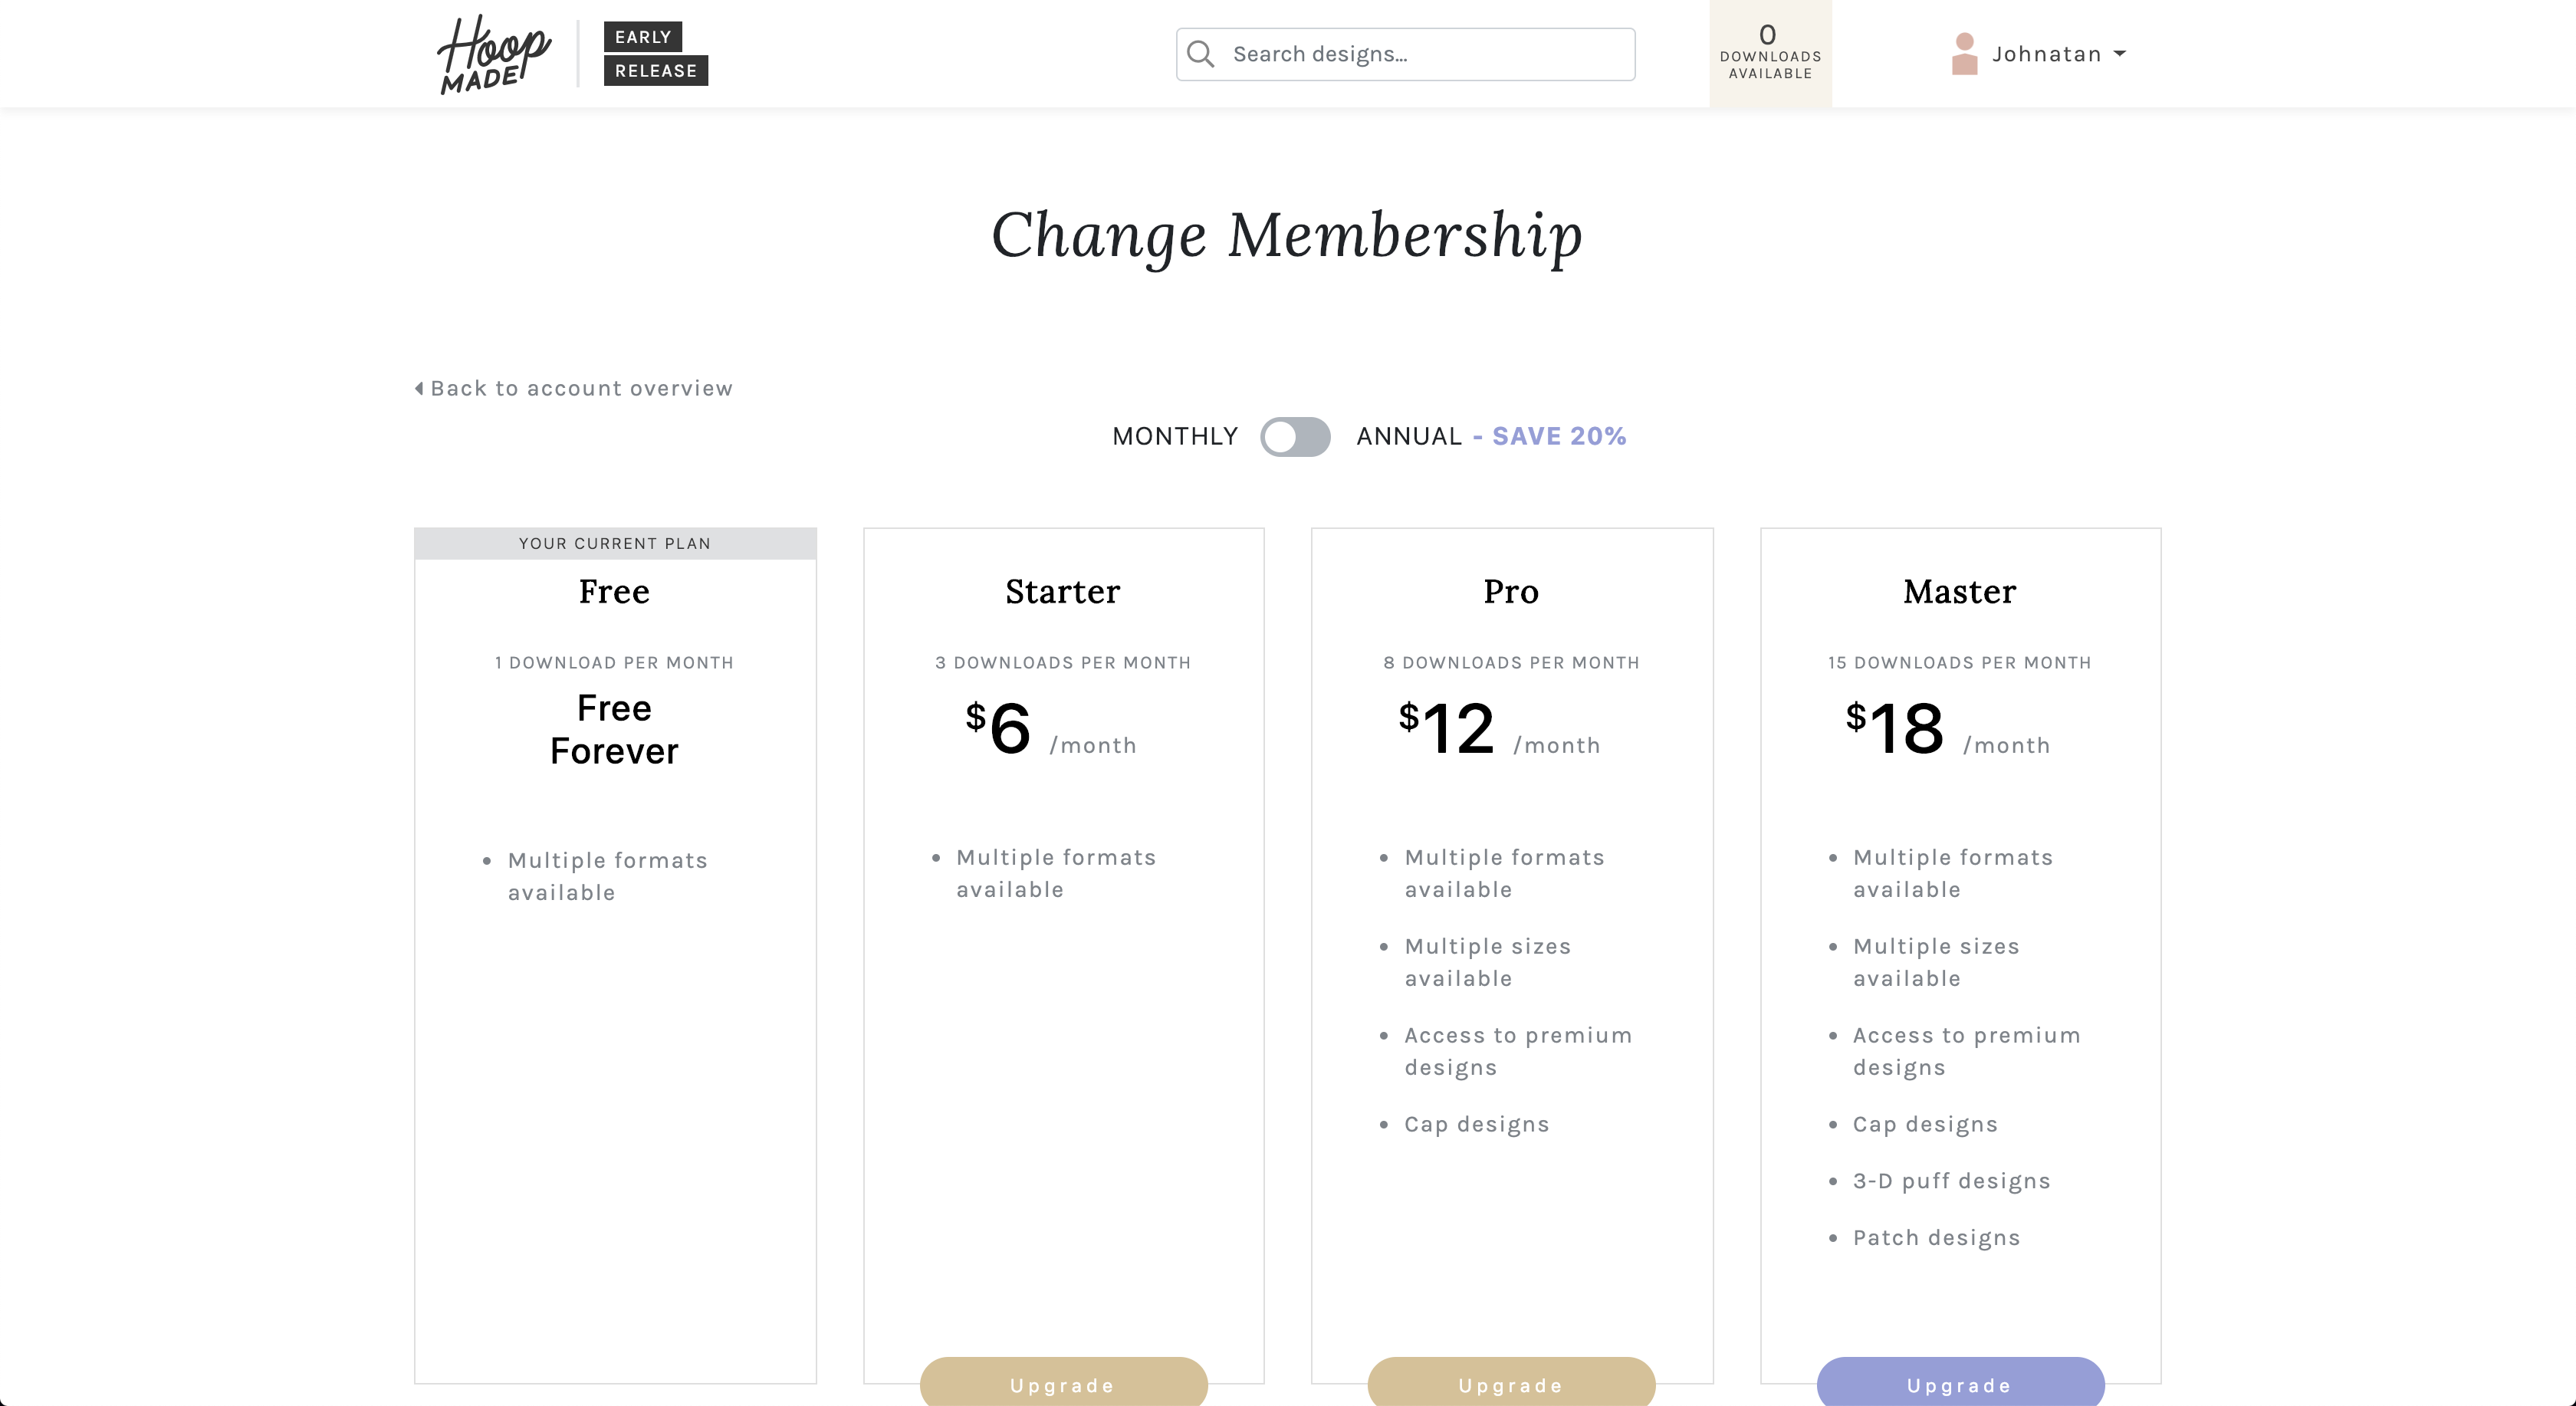 Hoop
MADE
EARLY
RELEASE
Search designs...
0
DOWNLOADS
AVAILABLE
Johnatan
Change Membership
Back to account overview
MONTHLY
ANNUAL - SAVE 20%
YOUR CURRENT PLAN
Free
1 DOWNLOAD PER MONTH
Free
Forever
Multiple formats
available
Starter
3 DOWNLOADS PER MONTH
$6 /month
Multiple formats
available
Upgrade
Pro
8 DOWNLOADS PER MONTH
$12 /month
Multiple formats
available
Multiple sizes
available
Access to premium
designs
Cap designs
Upgrade
Master
15 DOWNLOADS PER MONTH
$18 /month
Multiple formats
available
Multiple sizes
available
Access to premium
designs
Cap designs
3-D puff designs
Patch designs
Upgrade